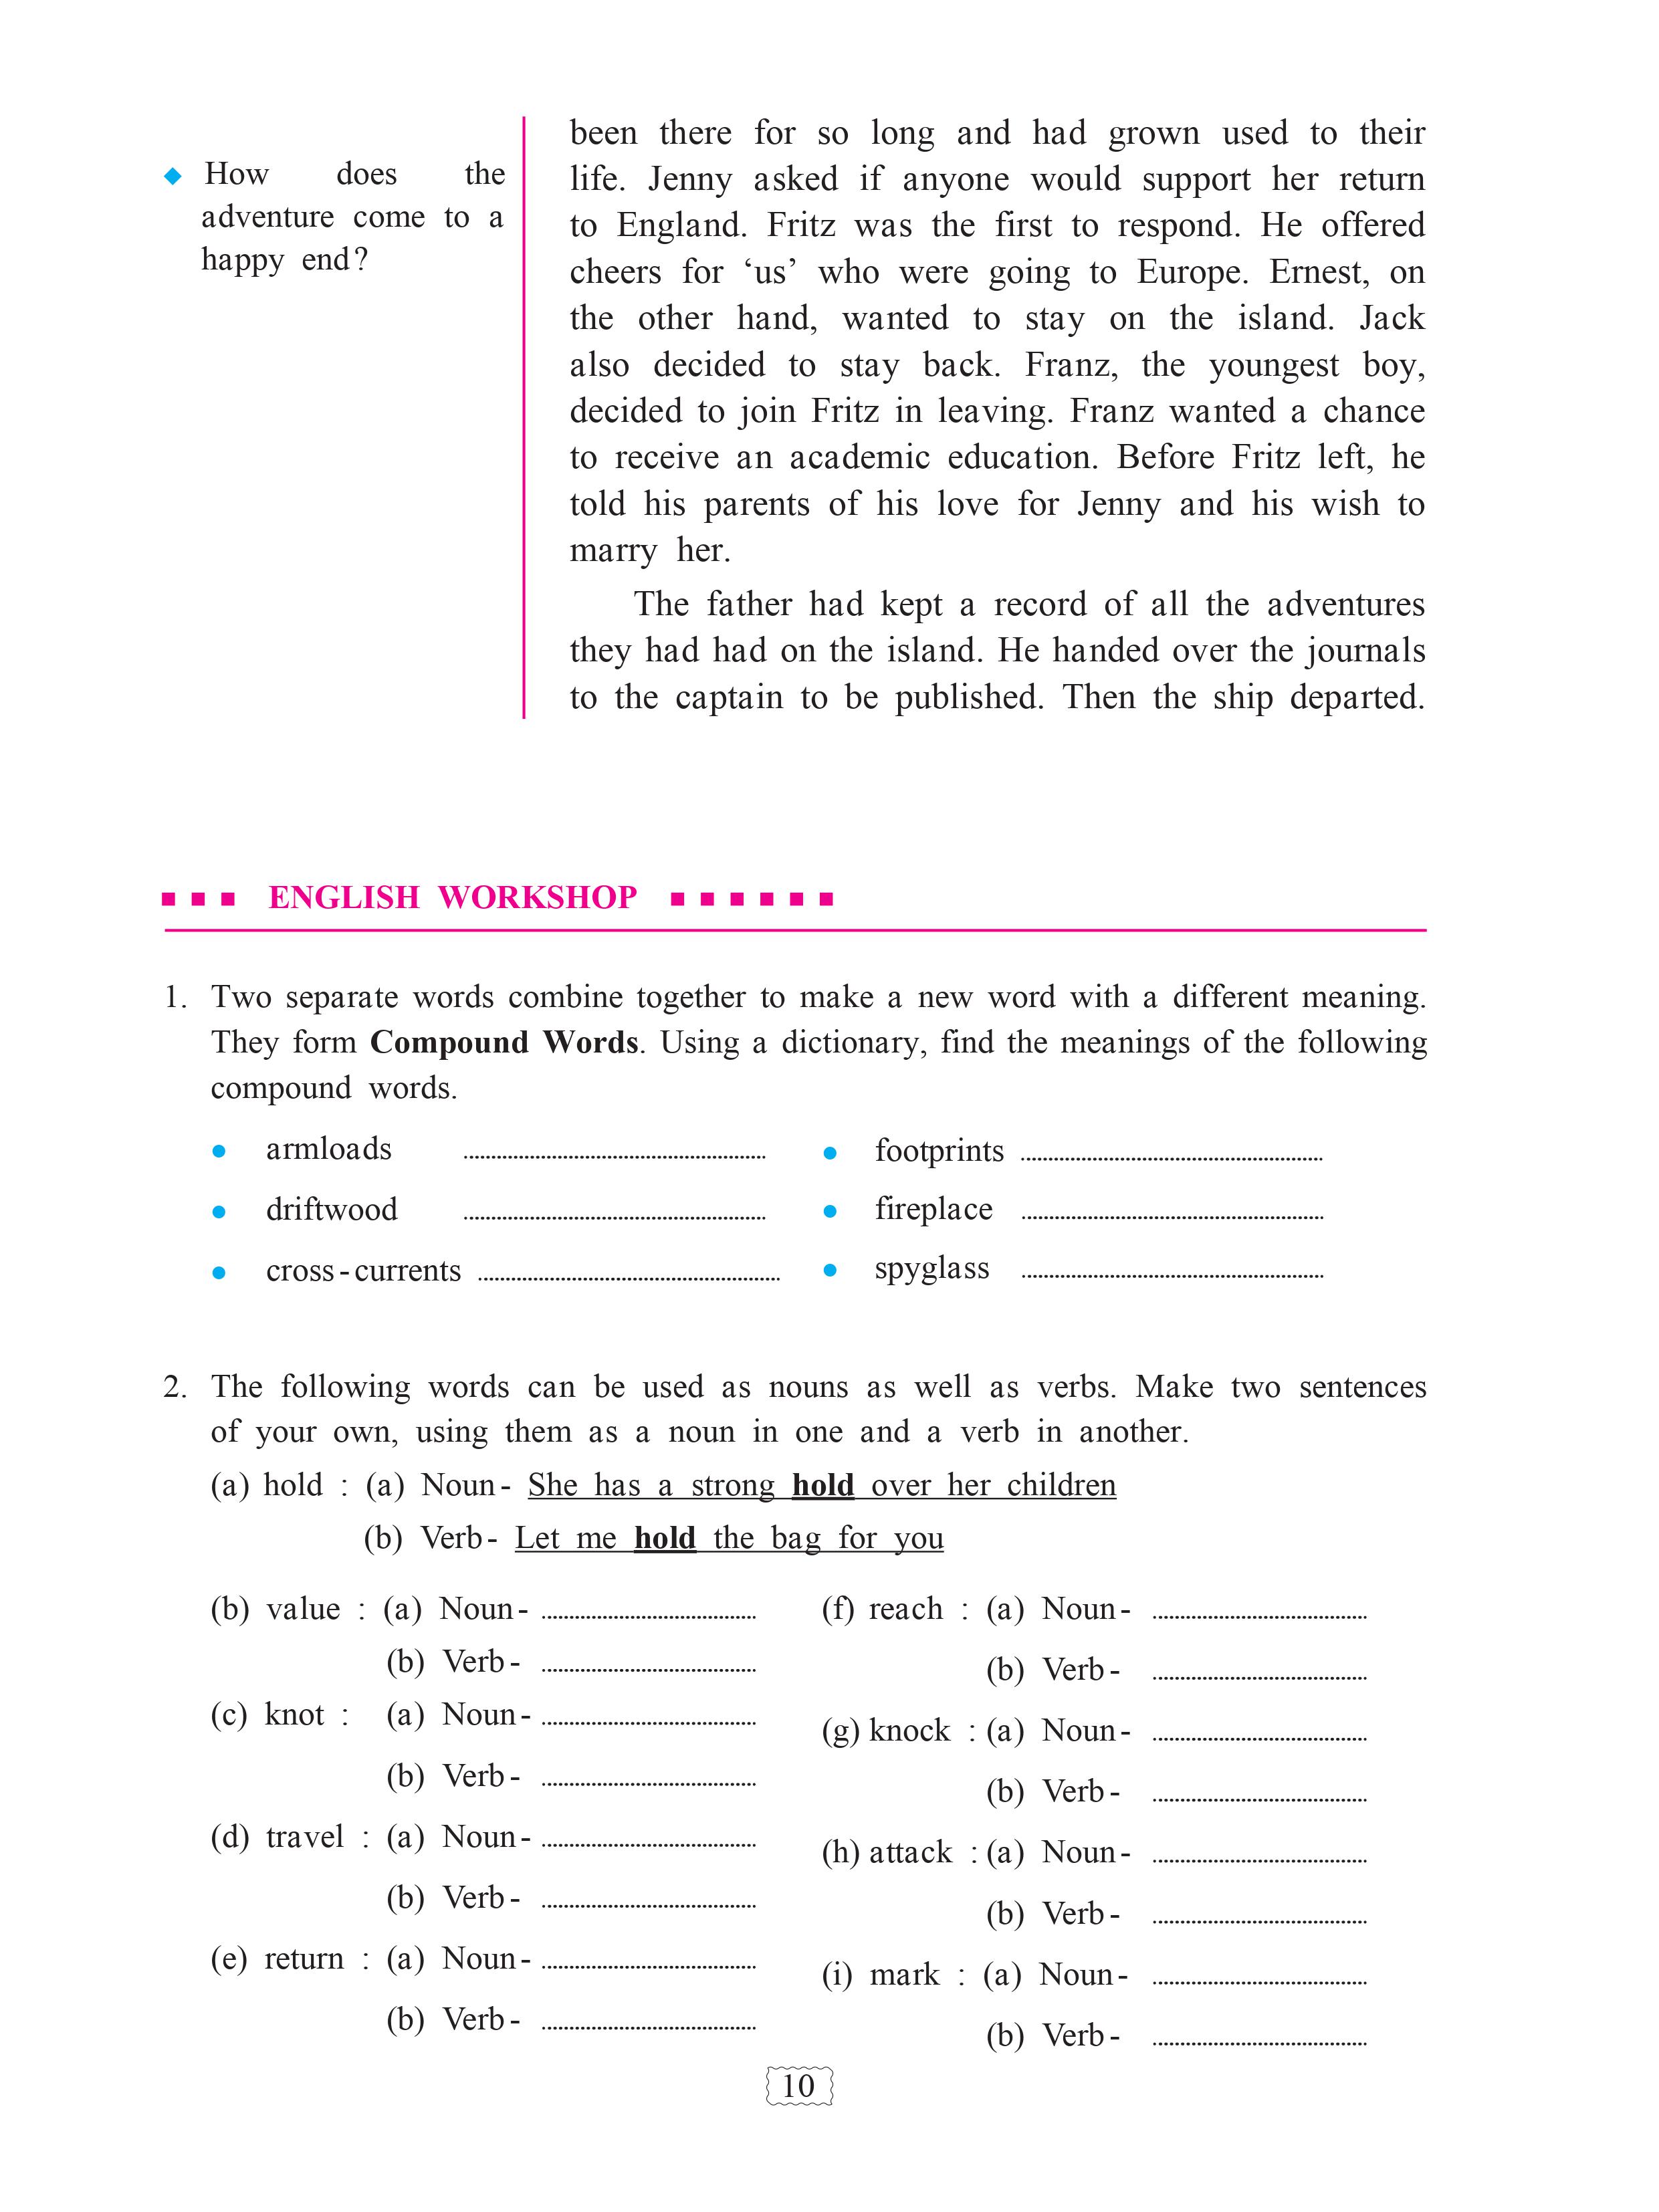 ◆ How does the
adventure come to a
happy end?
been there for so long and had grown used to their
life. Jenny asked if anyone would support her return
to England. Fritz was the first to respond. He offered
cheers for ‘us’ who were going to Europe. Ernest, on
the other hand, wanted to stay on the island. Jack
also decided to stay back. Franz, the youngest boy,
decided to join Fritz in leaving. Franz wanted a chance
to receive an academic education. Before Fritz left, he
told his parents of his love for Jenny and his wish to
marry her.
The father had kept a record of all the adventures
they had had on the island. He handed over the journals
to the captain to be published. Then the ship departed.
ENGLISH WORKSHOP
1. Two separate words combine together to make a new word with a different meaning.
They form Compound Words. Using a dictionary, find the meanings of the following
compound words.
• armloads ....................
• driftwood ....................
• cross-currents ....................
• footprints ....................
• fireplace ....................
• spyglass ....................
2. The following words can be used as nouns as well as verbs. Make two sentences
of your own, using them as a noun in one and a verb in another.
(a) hold : (a) Noun- She has a strong hold over her children
(b) Verb- Let me hold the bag for you
(b) value : (a) Noun- ....................
(b) Verb- ....................
(c) knot : (a) Noun- ....................
(b) Verb- ....................
(d) travel : (a) Noun- ....................
(b) Verb- ....................
(e) return : (a) Noun- ....................
(b) Verb- ....................
(f) reach : (a) Noun- ....................
(b) Verb- ....................
(g) knock : (a) Noun- ....................
(b) Verb- ....................
(h) attack : (a) Noun- ....................
(b) Verb- ....................
(i) mark : (a) Noun- ....................
(b) Verb- ....................
10